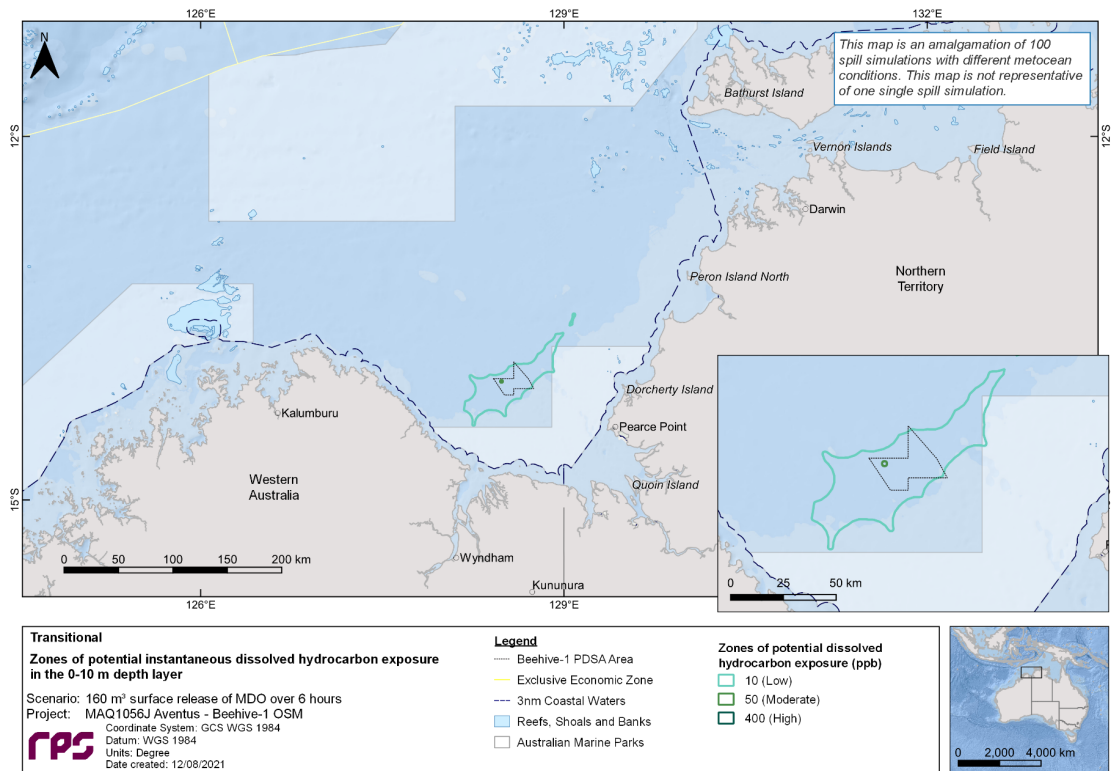 126°E
129°E
132°E
N
This map is an amalgamation of 100
spill simulations with different metocean
conditions. This map is not representative
of one single spill simulation.
Bathurst Island
12°S
12°S
Vernon Islands
Field Island
Darwin
Peron Island North
Northern
Territory
Dorcherty Island
Kalumburu
Pearce Point
Western
Australia
Quoin Island
15°S
0 50 100 150 200 km
Wyndham
Kununura
0 25 50 km
126°E
129°E
Transitional
Zones of potential instantaneous dissolved hydrocarbon exposure
in the 0-10 m depth layer
Scenario: 160 m³ surface release of MDO over 6 hours
Project: MAQ1056J Aventus - Beehive-1 OSM
Coordinate System: GCS WGS 1984
Datum: WGS 1984
Units: Degree
Date created: 12/08/2021
rps
Legend
Beehive-1 PDSA Area
Exclusive Economic Zone
3nm Coastal Waters
Reefs, Shoals and Banks
Australian Marine Parks
Zones of potential dissolved
hydrocarbon exposure (ppb)
10 (Low)
50 (Moderate)
400 (High)
0 2,000 4,000 km